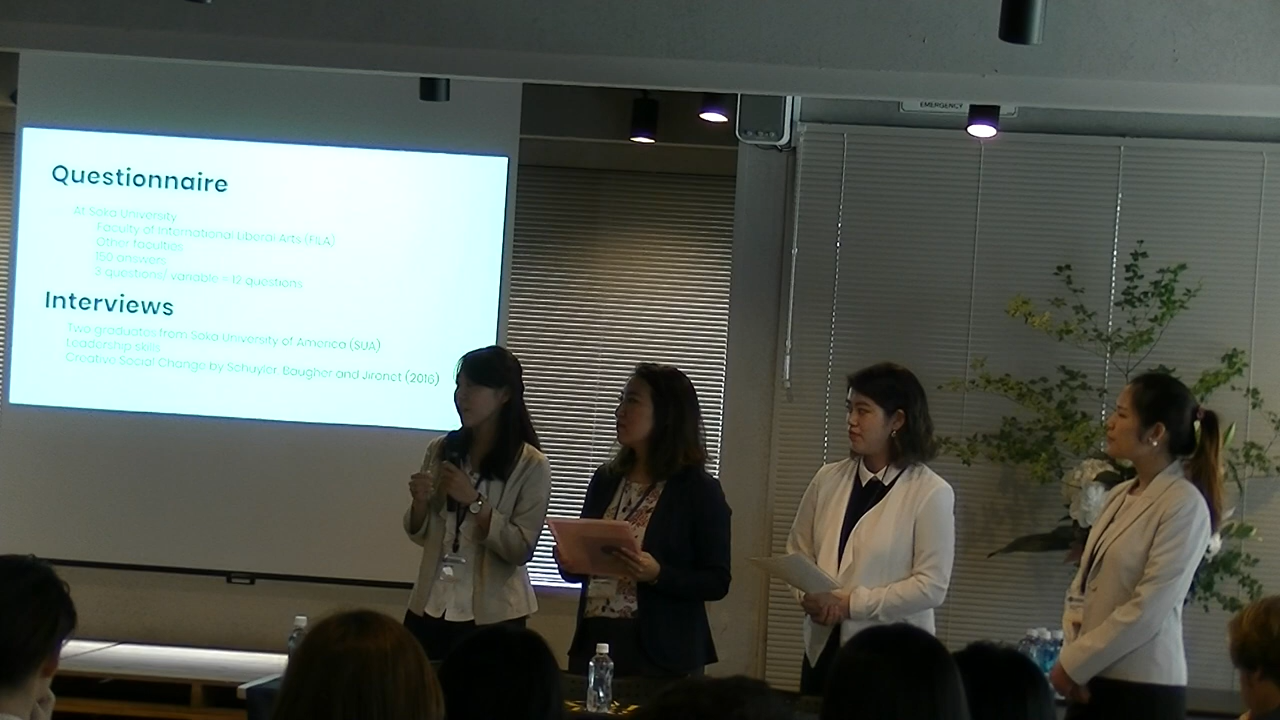 Questionnaire
At Soka University
Faculty of International Liberal Arts (FILA)
Other faculties
150 answers
3 questions/ variable = 12 questions
Interviews
Two graduates from Soka University of America (SUA)
Leadership skills
Creative Social Change by Schuyler, Baugher and Jironet (2016)
EMERGENCY